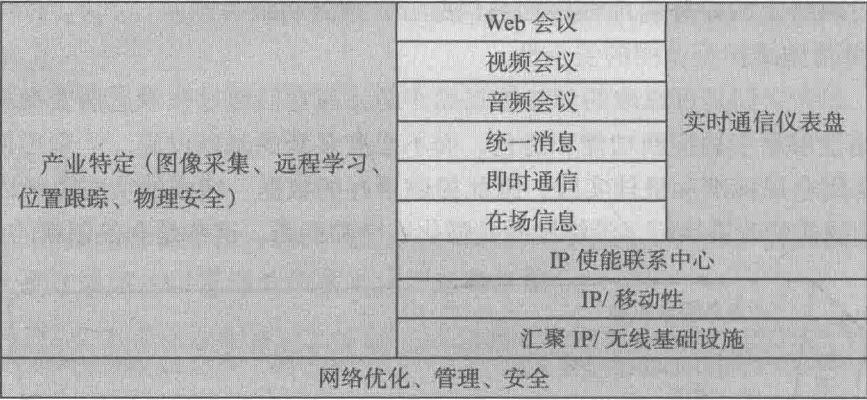 Web 会议
视频会议
音频会议
统一消息
即时通信
在场信息
实时通信仪表盘
产业特定（图像采集、远程学习、
位置跟踪、物理安全）
IP 使能联系中心
IP/ 移动性
汇聚 IP/ 无线基础设施
网络优化、管理、安全